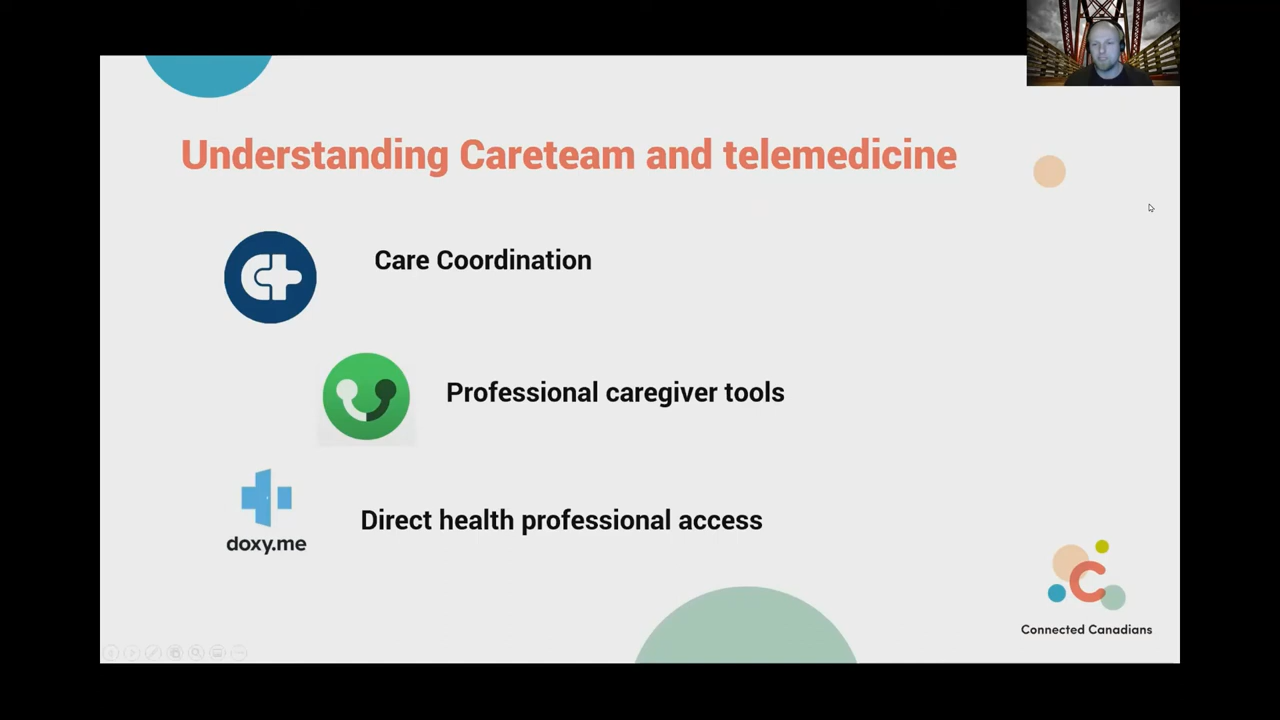 Understanding Careteam and telemedicine
Care Coordination
Professional caregiver tools
doxy.me
Direct health professional access
Connected Canadians